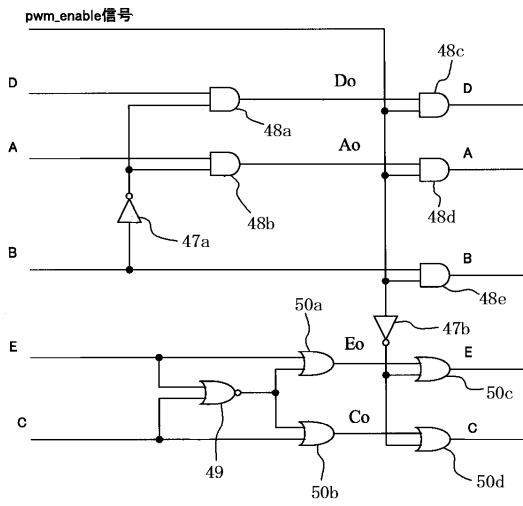 pwm_enable信号
48c
D
Do
D
48a
A
Ao
A
48b
48d
47a
B
B
48e
50a
47b
E
Eo
E
50c
C
49
Co
C
50b
50d